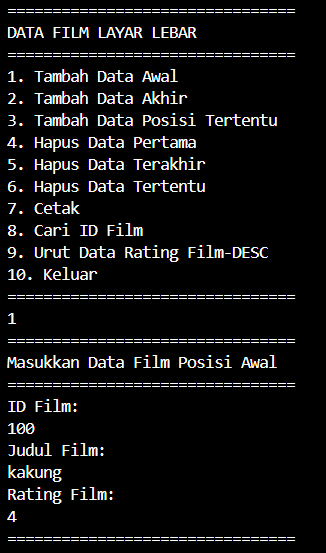 ================================
DATA FILM LAYAR LEBAR
================================
1. Tambah Data Awal
2. Tambah Data Akhir
3. Tambah Data Posisi Tertentu
4. Hapus Data Pertama
5. Hapus Data Terakhir
6. Hapus Data Tertentu
7. Cetak
8. Cari ID Film
9. Urut Data Rating Film-DESC
10. Keluar
================================
1
================================
Masukkan Data Film Posisi Awal
================================
ID Film:
100
Judul Film:
kakung
Rating Film:
4
================================